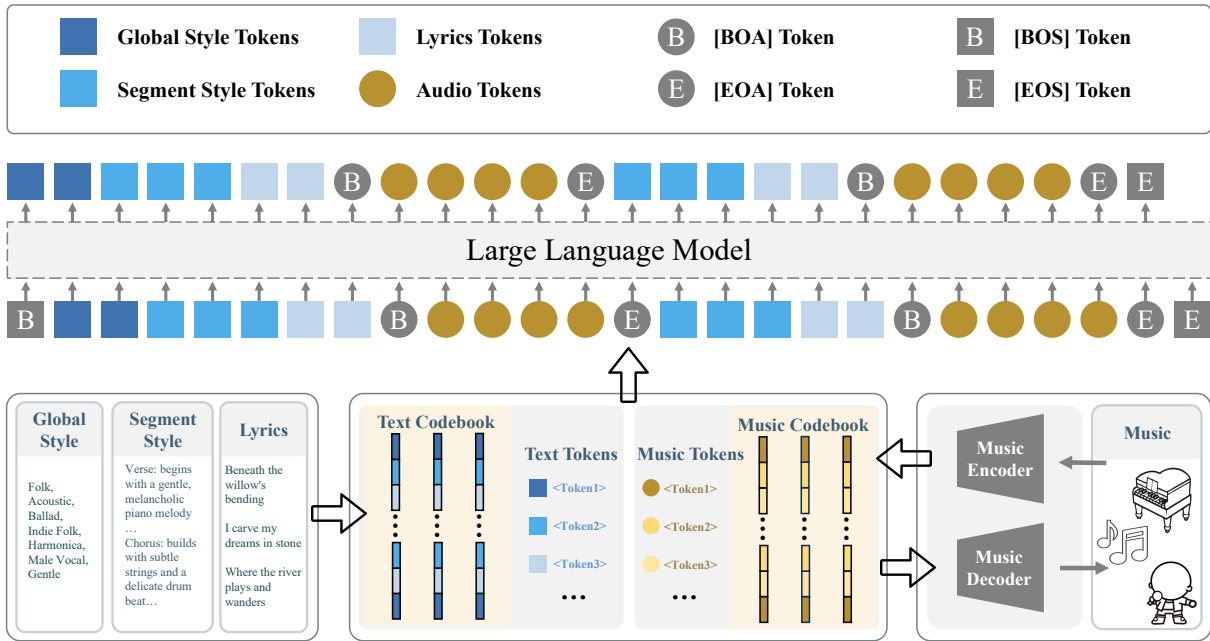 Global Style Tokens
Lyrics Tokens
B [BOA] Token
B [BOS] Token
Segment Style Tokens
Audio Tokens
E [EOA] Token
E [EOS] Token
B E B E E
Large Language Model
B B E B E E
Global
Style
Folk,
Acoustic,
Ballad,
Indie Folk,
Harmonica,
Male Vocal,
Gentle
Segment
Style
Verse: begins
with a gentle,
melancholic
piano melody
…
Chorus: builds
with subtle
strings and a
delicate drum
beat…
Lyrics
Beneath the
willow's
bending
I carve my
dreams in stone
Where the river
plays and
wanders
Text Codebook
Text Tokens
<Token1>
<Token2>
<Token3>
...
Music Tokens
<Token1>
<Token2>
<Token3>
...
Music Codebook
Music
Encoder
Music
Decoder
Music